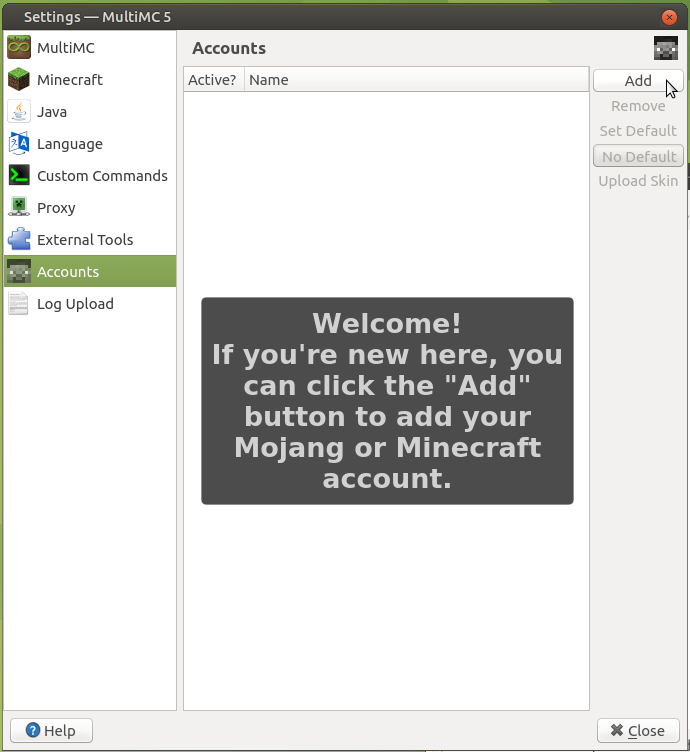 Settings — MultiMC 5
MultiMC
Minecraft
Java
Language
Custom Commands
Proxy
External Tools
Accounts
Log Upload
Accounts
Active? Name
Add
Remove
Set Default
No Default
Upload Skin
Welcome!
If you're new here, you
can click the "Add"
button to add your
Mojang or Minecraft
account.
Help
Close